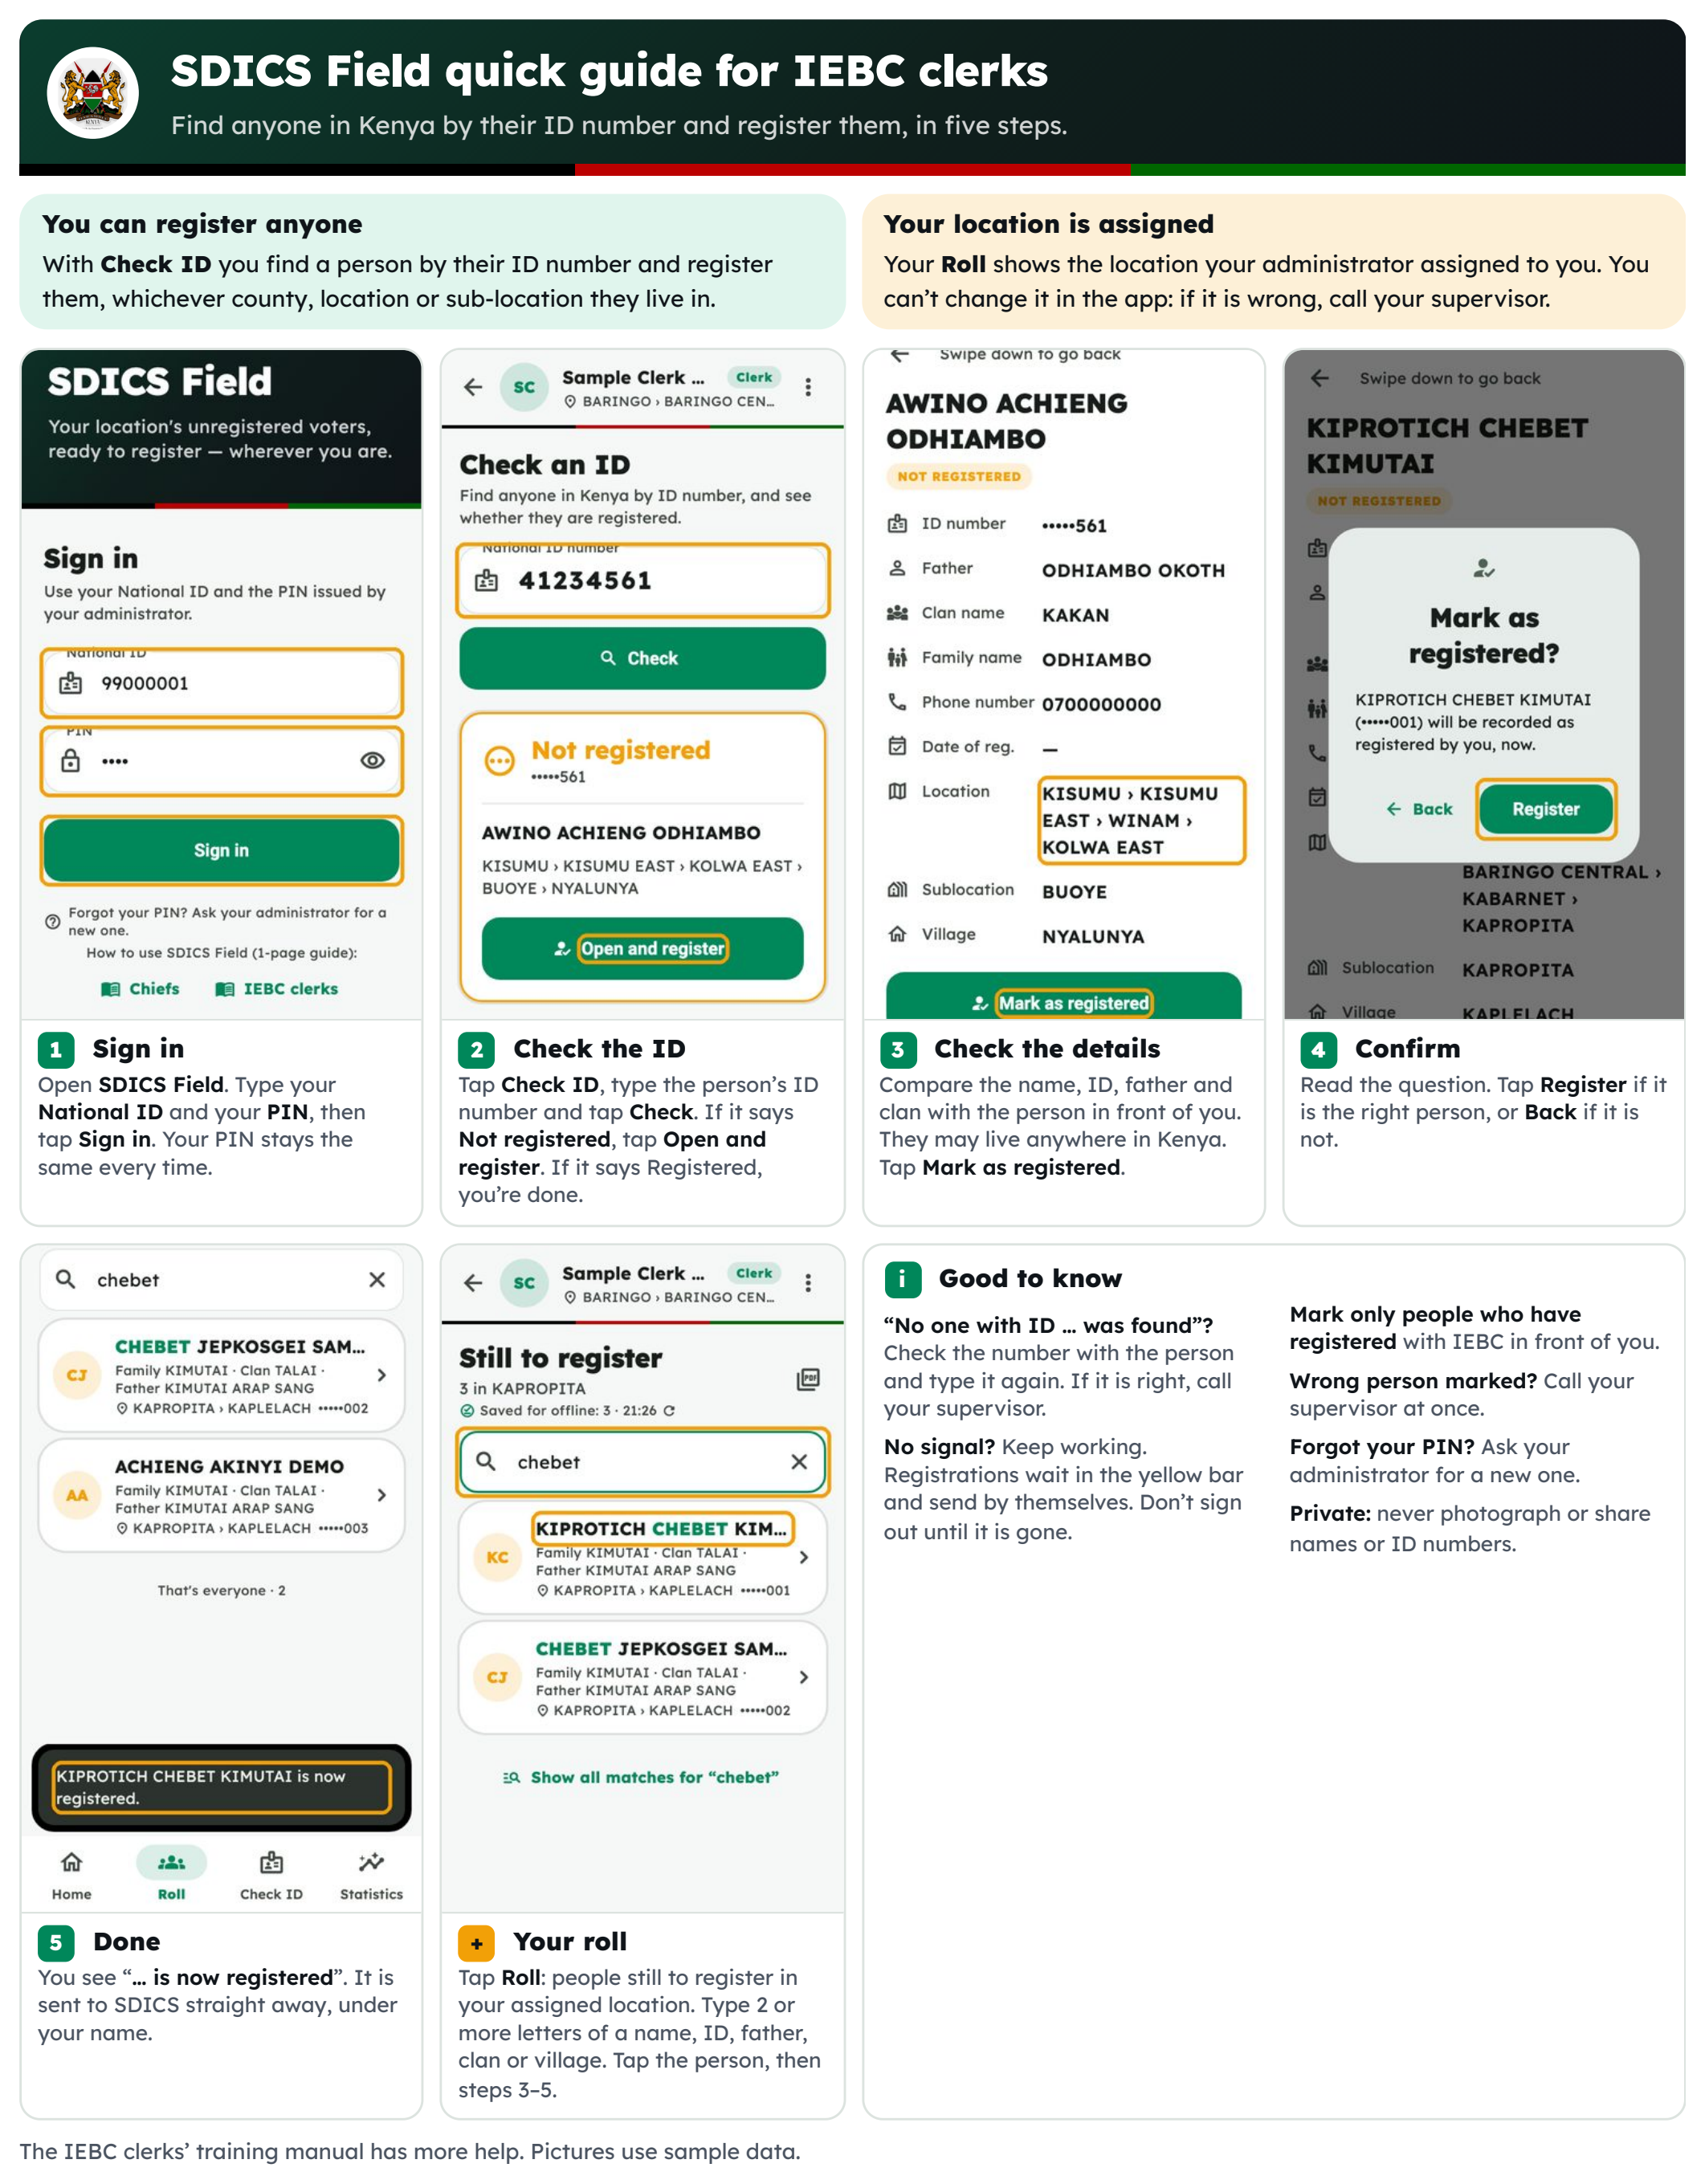 SDICS Field quick guide for IEBC clerks
Find anyone in Kenya by their ID number and register them, in five steps.
You can register anyone
With Check ID you find a person by their ID number and register
them, whichever county, location or sub-location they live in.
Your location is assigned
Your Roll shows the location your administrator assigned to you. You
can’t change it in the app: if it is wrong, call your supervisor.
SDICS Field
Your location's unregistered voters,
ready to register — wherever you are.
Sign in
Use your National ID and the PIN issued by
your administrator.
National ID
99000001
PIN
••••
Sign in
Forgot your PIN? Ask your administrator for a
new one.
How to use SDICS Field (1-page guide):
Chiefs
IEBC clerks
1 Sign in
Open SDICS Field. Type your
National ID and your PIN, then
tap Sign in. Your PIN stays the
same every time.
SC Sample Clerk ... Clerk
BARINGO › BARINGO CEN...
Check an ID
Find anyone in Kenya by ID number, and see
whether they are registered.
National ID number
41234561
Check
Not registered
•••••561
AWINO ACHIENG ODHIAMBO
KISUMU › KISUMU EAST › KOLWA EAST ›
BUOYE › NYALUNYA
Open and register
2 Check the ID
Tap Check ID, type the person’s ID
number and tap Check. If it says
Not registered, tap Open and
register. If it says Registered,
you’re done.
Swipe down to go back
AWINO ACHIENG
ODHIAMBO
NOT REGISTERED
ID number •••••561
Father ODHIAMBO OKOTH
Clan name KAKAN
Family name ODHIAMBO
Phone number 0700000000
Date of reg. —
Location KISUMU › KISUMU
EAST › WINAM ›
KOLWA EAST
Sublocation BUOYE
Village NYALUNYA
Mark as registered
3 Check the details
Compare the name, ID, father and
clan with the person in front of you.
They may live anywhere in Kenya.
Tap Mark as registered.
Swipe down to go back
KIPROTICH CHEBET
KIMUTAI
NOT REGISTERED
Mark as
registered?
KIPROTICH CHEBET KIMUTAI
(•••••001) will be recorded as
registered by you, now.
Back
Register
BARINGO CENTRAL ›
KABARNET ›
KAPROPITA
Sublocation KAPROPITA
Village KAPLELACH
4 Confirm
Read the question. Tap Register if it
is the right person, or Back if it is
not.
chebet
CJ
CHEBET JEPKOSGEI SAM...
Family KIMUTAI · Clan TALAI ·
Father KIMUTAI ARAP SANG
KAPROPITA › KAPLELACH •••••002
AA
ACHIENG AKINYI DEMO
Family KIMUTAI · Clan TALAI ·
Father KIMUTAI ARAP SANG
KAPROPITA › KAPLELACH •••••003
That's everyone · 2
KIPROTICH CHEBET KIMUTAI is now
registered.
Home
Roll
Check ID
Statistics
5 Done
You see “... is now registered”. It is
sent to SDICS straight away, under
your name.
SC Sample Clerk ... Clerk
BARINGO › BARINGO CEN...
Still to register
3 in KAPROPITA
PDF
Saved for offline: 3 · 21:26
chebet
KC
KIPROTICH CHEBET KIM...
Family KIMUTAI · Clan TALAI ·
Father KIMUTAI ARAP SANG
KAPROPITA › KAPLELACH •••••001
CJ
CHEBET JEPKOSGEI SAM...
Family KIMUTAI · Clan TALAI ·
Father KIMUTAI ARAP SANG
KAPROPITA › KAPLELACH •••••002
Show all matches for “chebet”
+ Your roll
Tap Roll: people still to register in
your assigned location. Type 2 or
more letters of a name, ID, father,
clan or village. Tap the person, then
steps 3–5.
i Good to know
“No one with ID ... was found”?
Check the number with the person
and type it again. If it is right, call
your supervisor.
No signal? Keep working.
Registrations wait in the yellow bar
and send by themselves. Don’t sign
out until it is gone.
Mark only people who have
registered with IEBC in front of you.
Wrong person marked? Call your
supervisor at once.
Forgot your PIN? Ask your
administrator for a new one.
Private: never photograph or share
names or ID numbers.
The IEBC clerks’ training manual has more help. Pictures use sample data.